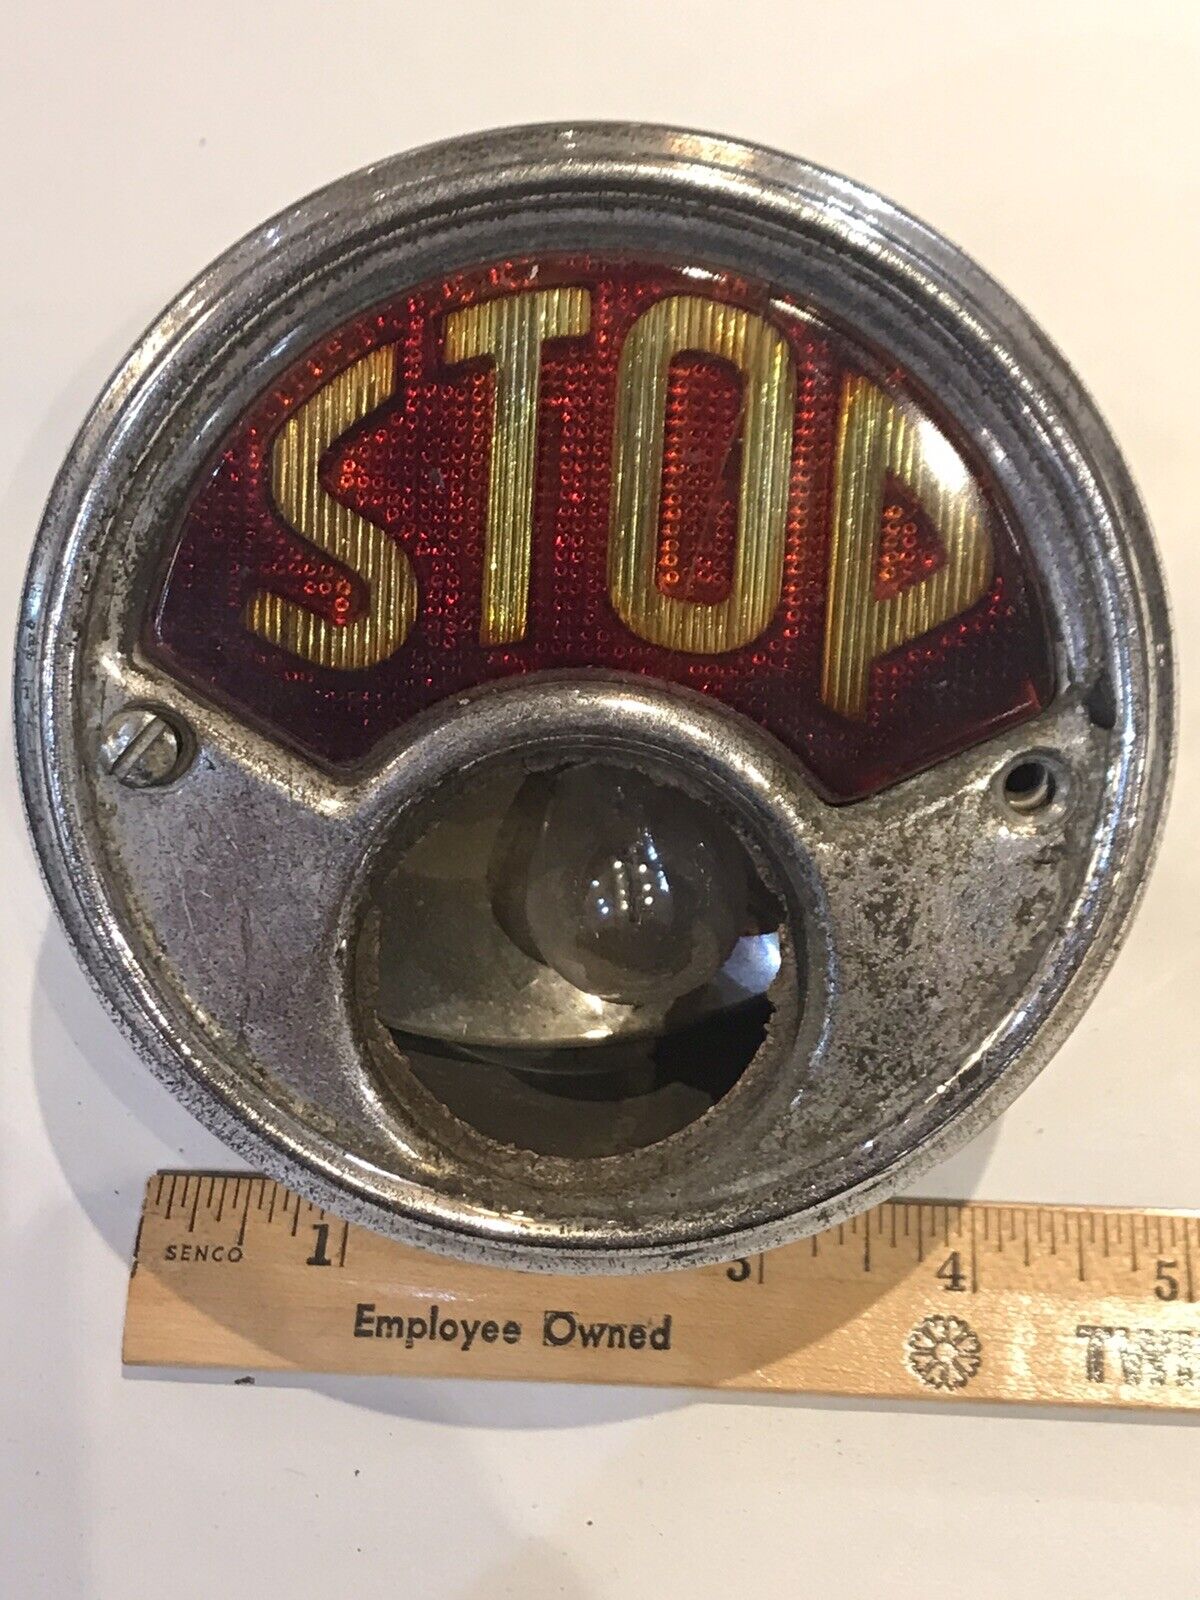 STOP
1 3 4 5
SENCO
Employee Owned